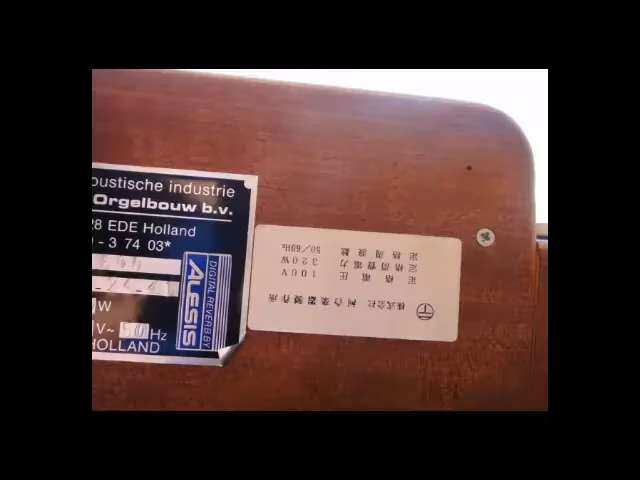 oustische industrie
Orgelbouw b.v.
28 EDE Holland
- 3 74 03*
W
V~ 50 Hz
HOLLAND
DIGITAL REVERB BY
ALESIS
株式会社 河合楽器製作所
定格電圧 100V
定格消費電力 320W
定格周波数 50/60Hz